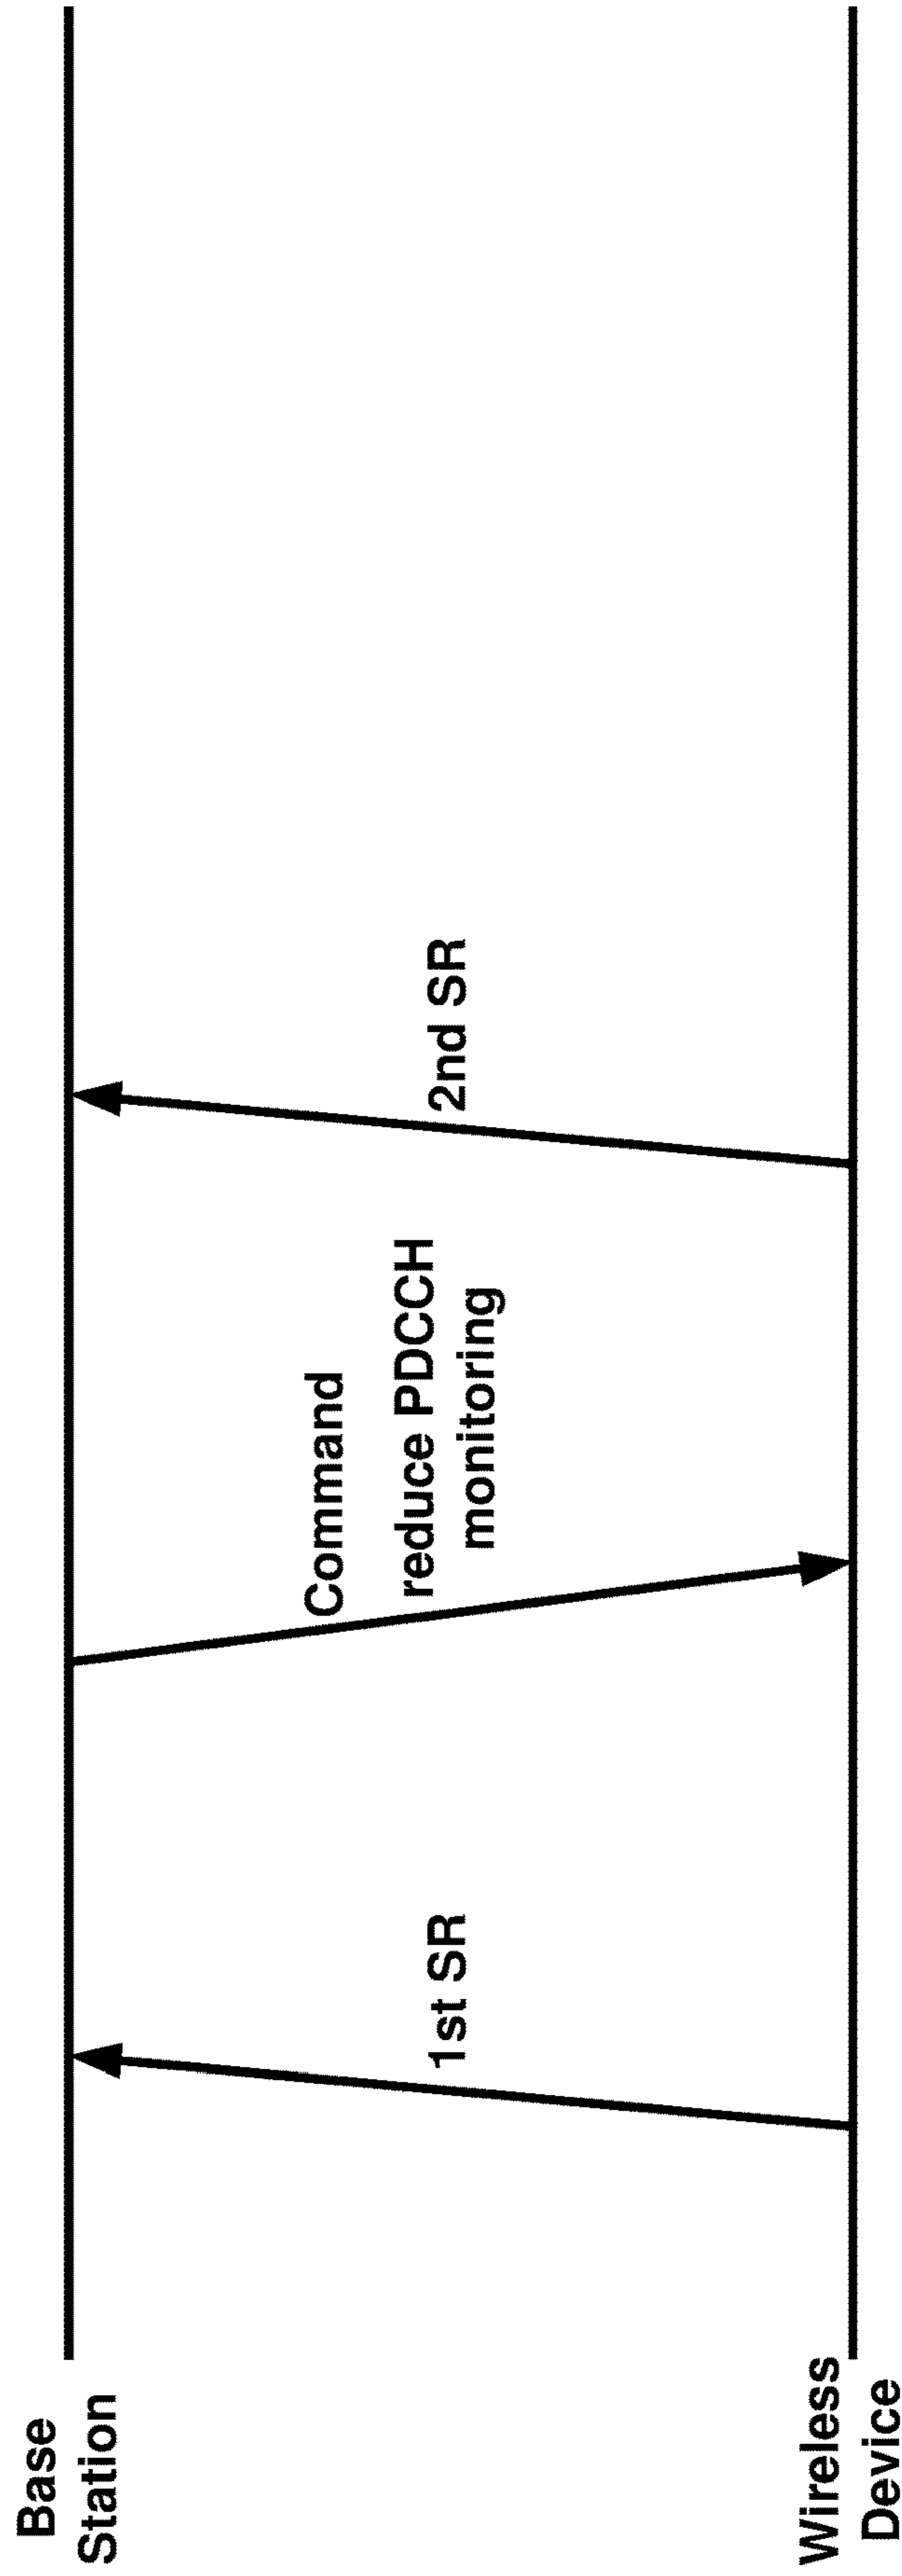 Base
Station
1st SR
Command
reduce PDCCH
monitoring
2nd SR
Wireless
Device